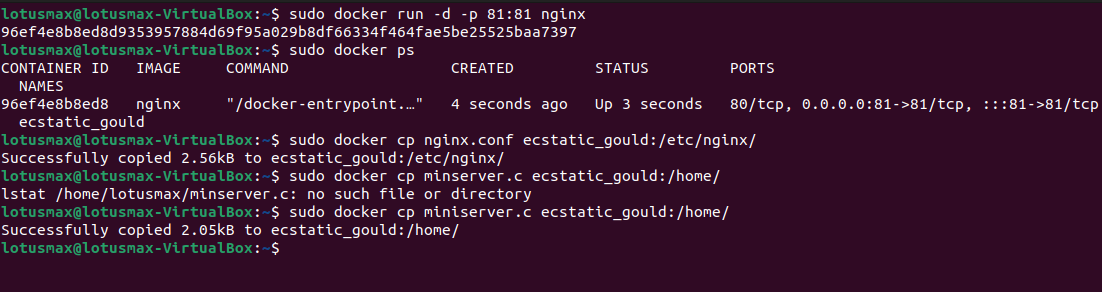 lotusmax@lotusmax-VirtualBox:~$ sudo docker run -d -p 81:81 nginx
96ef4e8b8ed8d9353957884d69f95a029b8df66334f464fae5be25525baa7397
lotusmax@lotusmax-VirtualBox:~$ sudo docker ps
CONTAINER ID   IMAGE     COMMAND                  CREATED         STATUS         PORTS
  NAMES
96ef4e8b8ed8   nginx     "/docker-entrypoint.…"   4 seconds ago   Up 3 seconds   80/tcp, 0.0.0.0:81->81/tcp, :::81->81/tcp
  ecstatic_gould
lotusmax@lotusmax-VirtualBox:~$ sudo docker cp nginx.conf ecstatic_gould:/etc/nginx/
Successfully copied 2.56kB to ecstatic_gould:/etc/nginx/
lotusmax@lotusmax-VirtualBox:~$ sudo docker cp minserver.c ecstatic_gould:/home/
lstat /home/lotusmax/minserver.c: no such file or directory
lotusmax@lotusmax-VirtualBox:~$ sudo docker cp miniserver.c ecstatic_gould:/home/
Successfully copied 2.05kB to ecstatic_gould:/home/
lotusmax@lotusmax-VirtualBox:~$